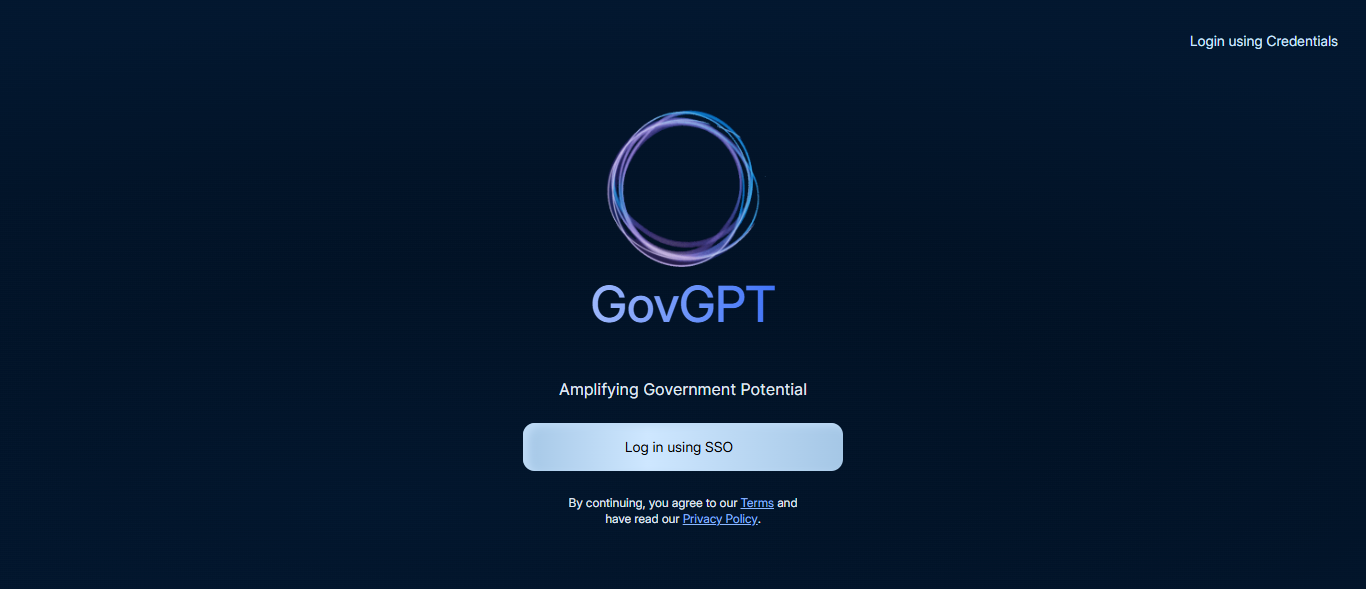 Login using Credentials
GovGPT
Amplifying Government Potential
Log in using SSO
By continuing, you agree to our Terms and
have read our Privacy Policy.